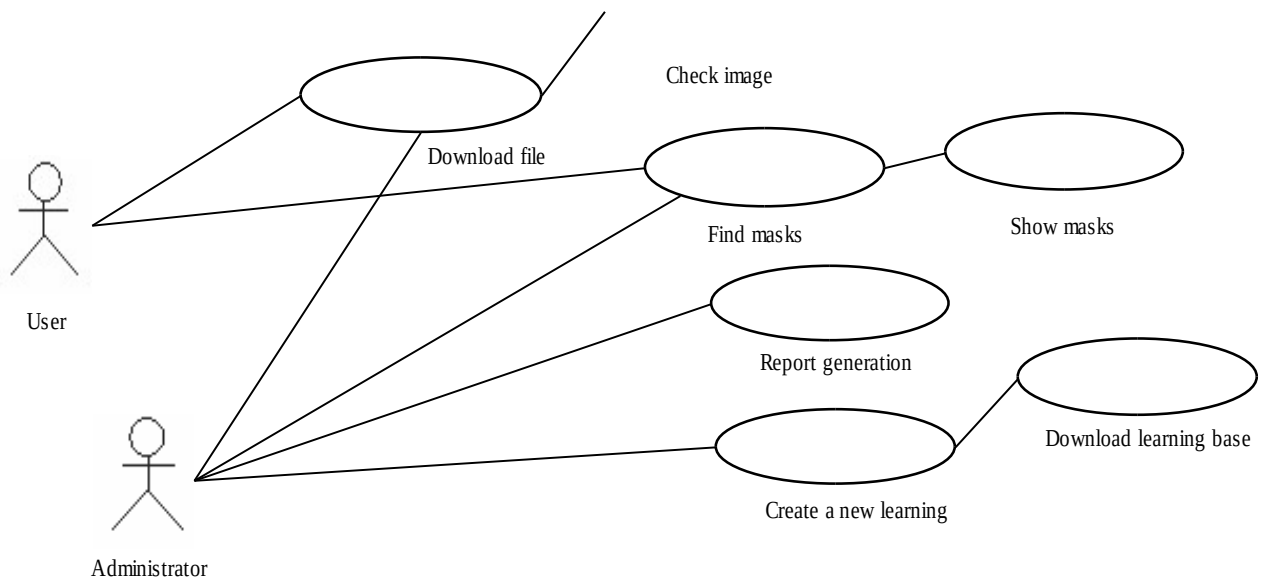 Check image
Download file
Find masks
Show masks
User
Report generation
Download learning base
Create a new learning
Administrator